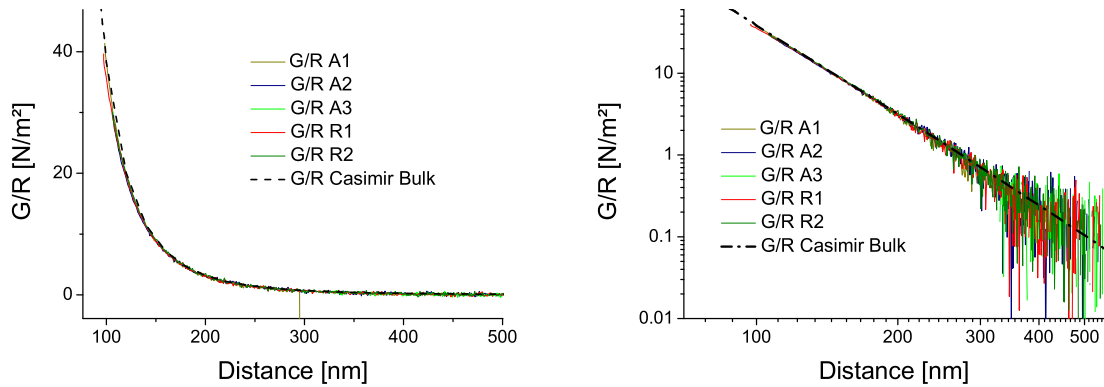 40
20
0
G/R [N/m²]
G/R A1
G/R A2
G/R A3
G/R R1
G/R R2
G/R Casimir Bulk
100 200 300 400 500
Distance [nm]
10
1
0.1
0.01
G/R [N/m²]
G/R A1
G/R A2
G/R A3
G/R R1
G/R R2
G/R Casimir Bulk
100 200 300 400 500
Distance [nm]